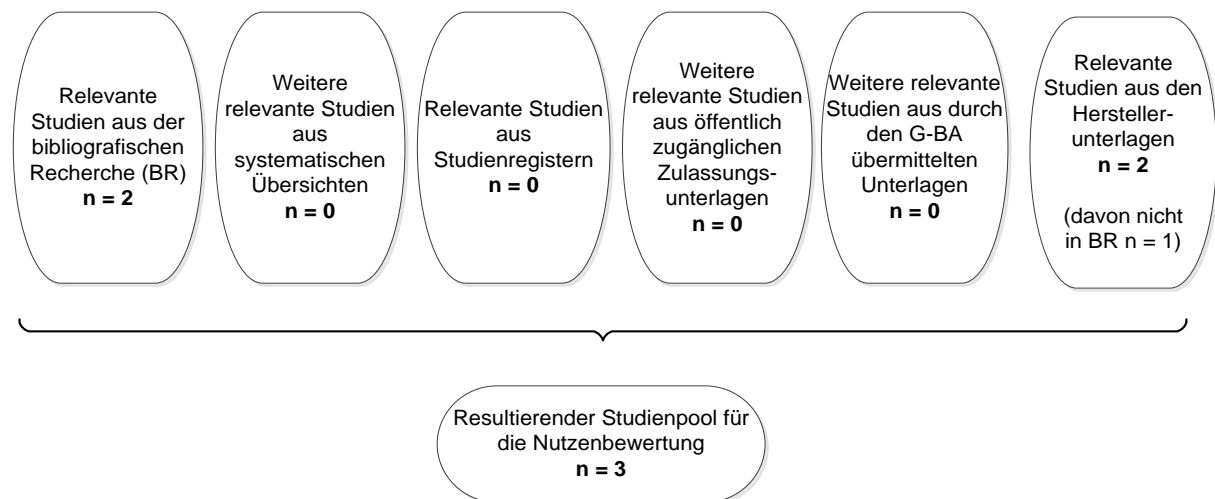 Relevante
Studien aus der
bibliografischen
Recherche (BR)
n = 2
Weitere
relevante Studien
aus
systematischen
Übersichten
n = 0
Relevante Studien
aus
Studienregistern
n = 0
Weitere
relevante Studien
aus öffentlich
zugänglichen
Zulassungs-
unterlagen
n = 0
Weitere relevante
Studien aus durch
den G-BA
übermittelten
Unterlagen
n = 0
Relevante
Studien aus den
Hersteller-
unterlagen
n = 2
(davon nicht
in BR n = 1)
Resultierender Studienpool für
die Nutzenbewertung
n = 3